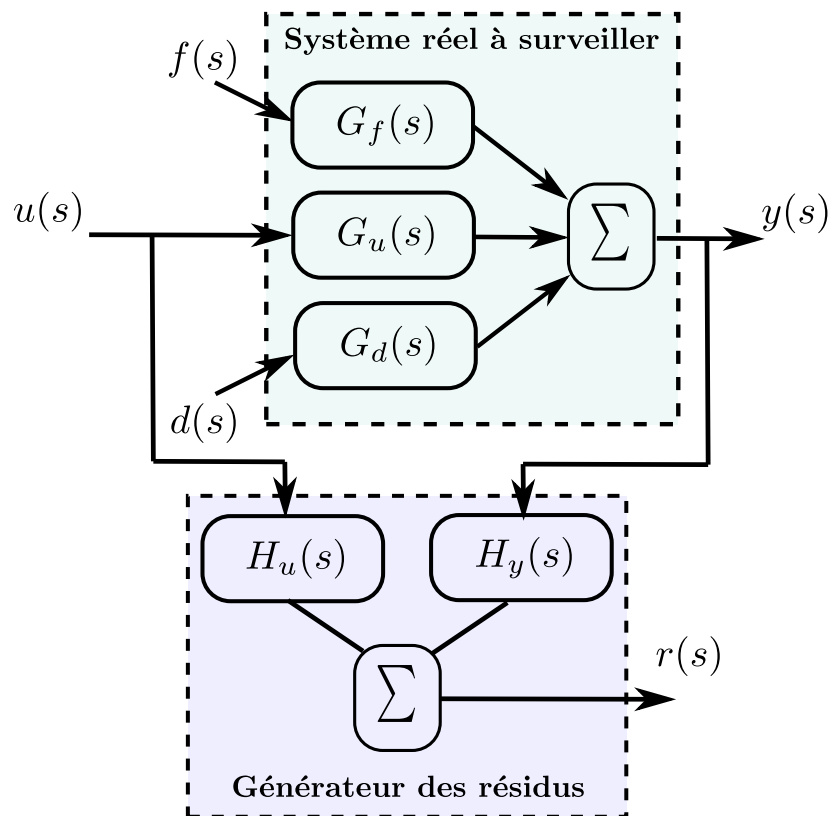 Système réel à surveiller
f(s)
G_f(s)
u(s)
G_u(s)
∑
y(s)
G_d(s)
d(s)
H_u(s)
H_y(s)
∑
r(s)
Générateur des résidus